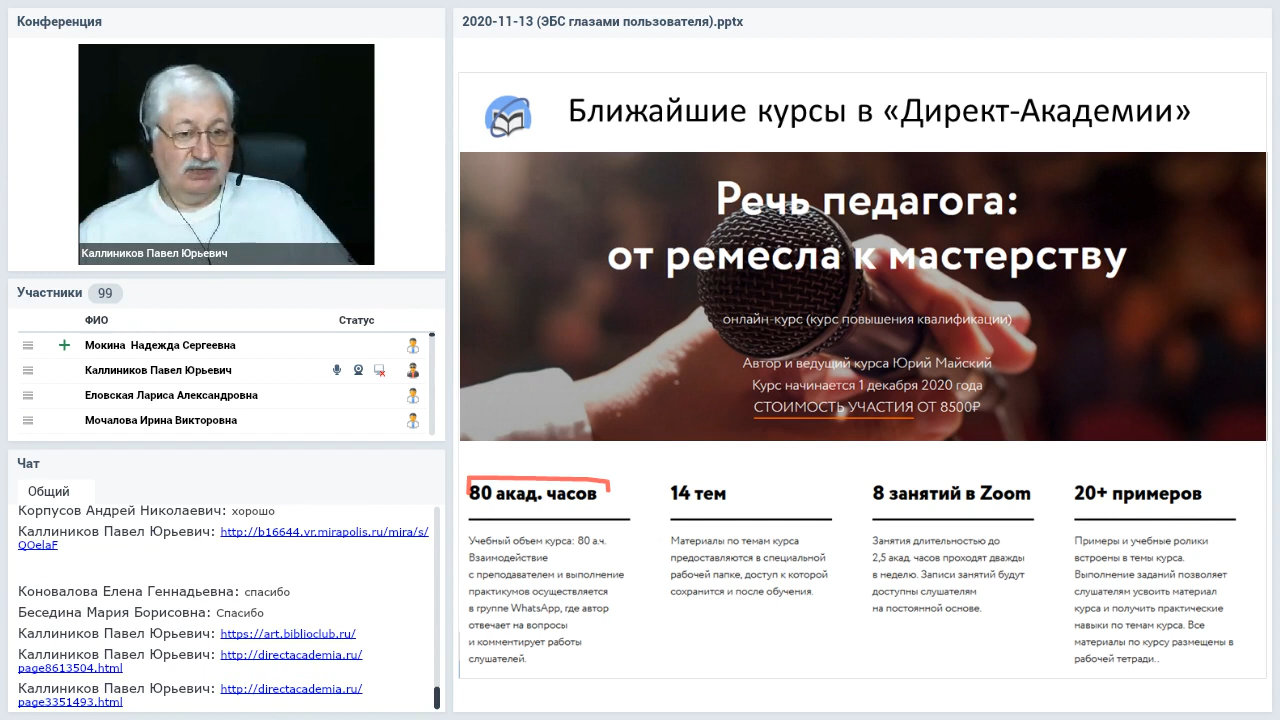 Конференция
Каллиников Павел Юрьевич
Участники 99
ФИО Статус
Мокина Надежда Сергеевна
Каллиников Павел Юрьевич
Еловская Лариса Александровна
Мочалова Ирина Викторовна
Чат
Общий
Корпусов Андрей Николаевич: хорошо
Каллиников Павел Юрьевич: http://b16644.vr.mirapolis.ru/mira/s/
QOelaF
Коновалова Елена Геннадьевна: спасибо
Беседина Мария Борисовна: Спасибо
Каллиников Павел Юрьевич: https://art.biblioclub.ru/
Каллиников Павел Юрьевич: http://directacademia.ru/
page8613504.html
Каллиников Павел Юрьевич: http://directacademia.ru/
page3351493.html
2020-11-13 (ЭБС глазами пользователя).pptx
Ближайшие курсы в «Директ-Академии»
Речь педагога:
от ремесла к мастерству
онлайн-курс (курс повышения квалификации)
Автор и ведущий курса Юрий Майский
Курс начинается 1 декабря 2020 года
СТОИМОСТЬ УЧАСТИЯ ОТ 8500₽
80 акад. часов
Учебный объем курса: 80 а.ч.
Взаимодействие
с преподавателем и выполнение
практикумов осуществляется
в группе WhatsApp, где автор
отвечает на вопросы
и комментирует работы
слушателей.
14 тем
Материалы по темам курса
предоставляются в специальной
рабочей папке, доступ к которой
сохранится и после обучения.
8 занятий в Zoom
Занятия длительностью до
2,5 акад. часов проходят дважды
в неделю. Записи занятий будут
доступны слушателям
на постоянной основе.
20+ примеров
Примеры и учебные ролики
встроены в темы курса.
Выполнение заданий позволяет
слушателям усвоить материал
курса и получить практические
навыки по темам курса. Все
материалы по курсу размещены в
рабочей тетради..